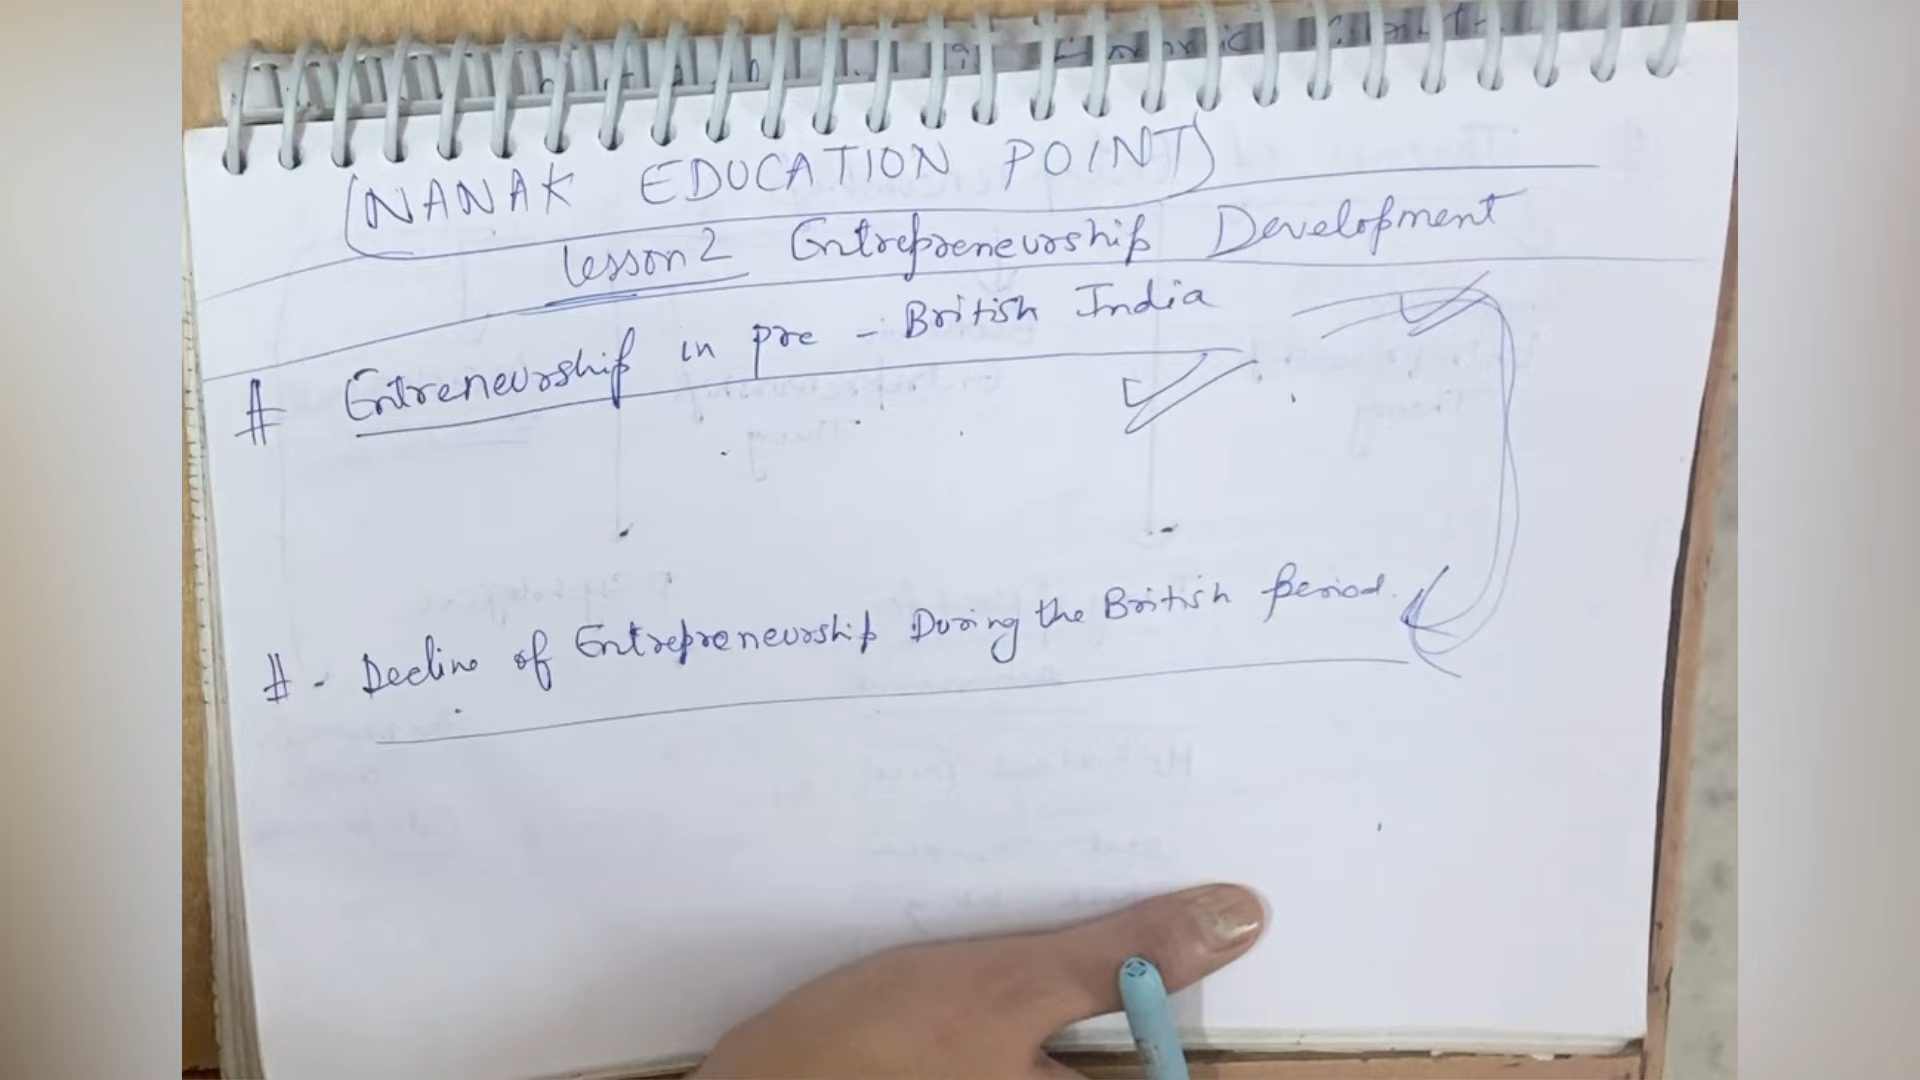 NANAK EDUCATION POINT
lesson 2 Entrepreneurship Development
# Entreneurship in pre - British India
# - Decline of Entrepreneurship During the British period.